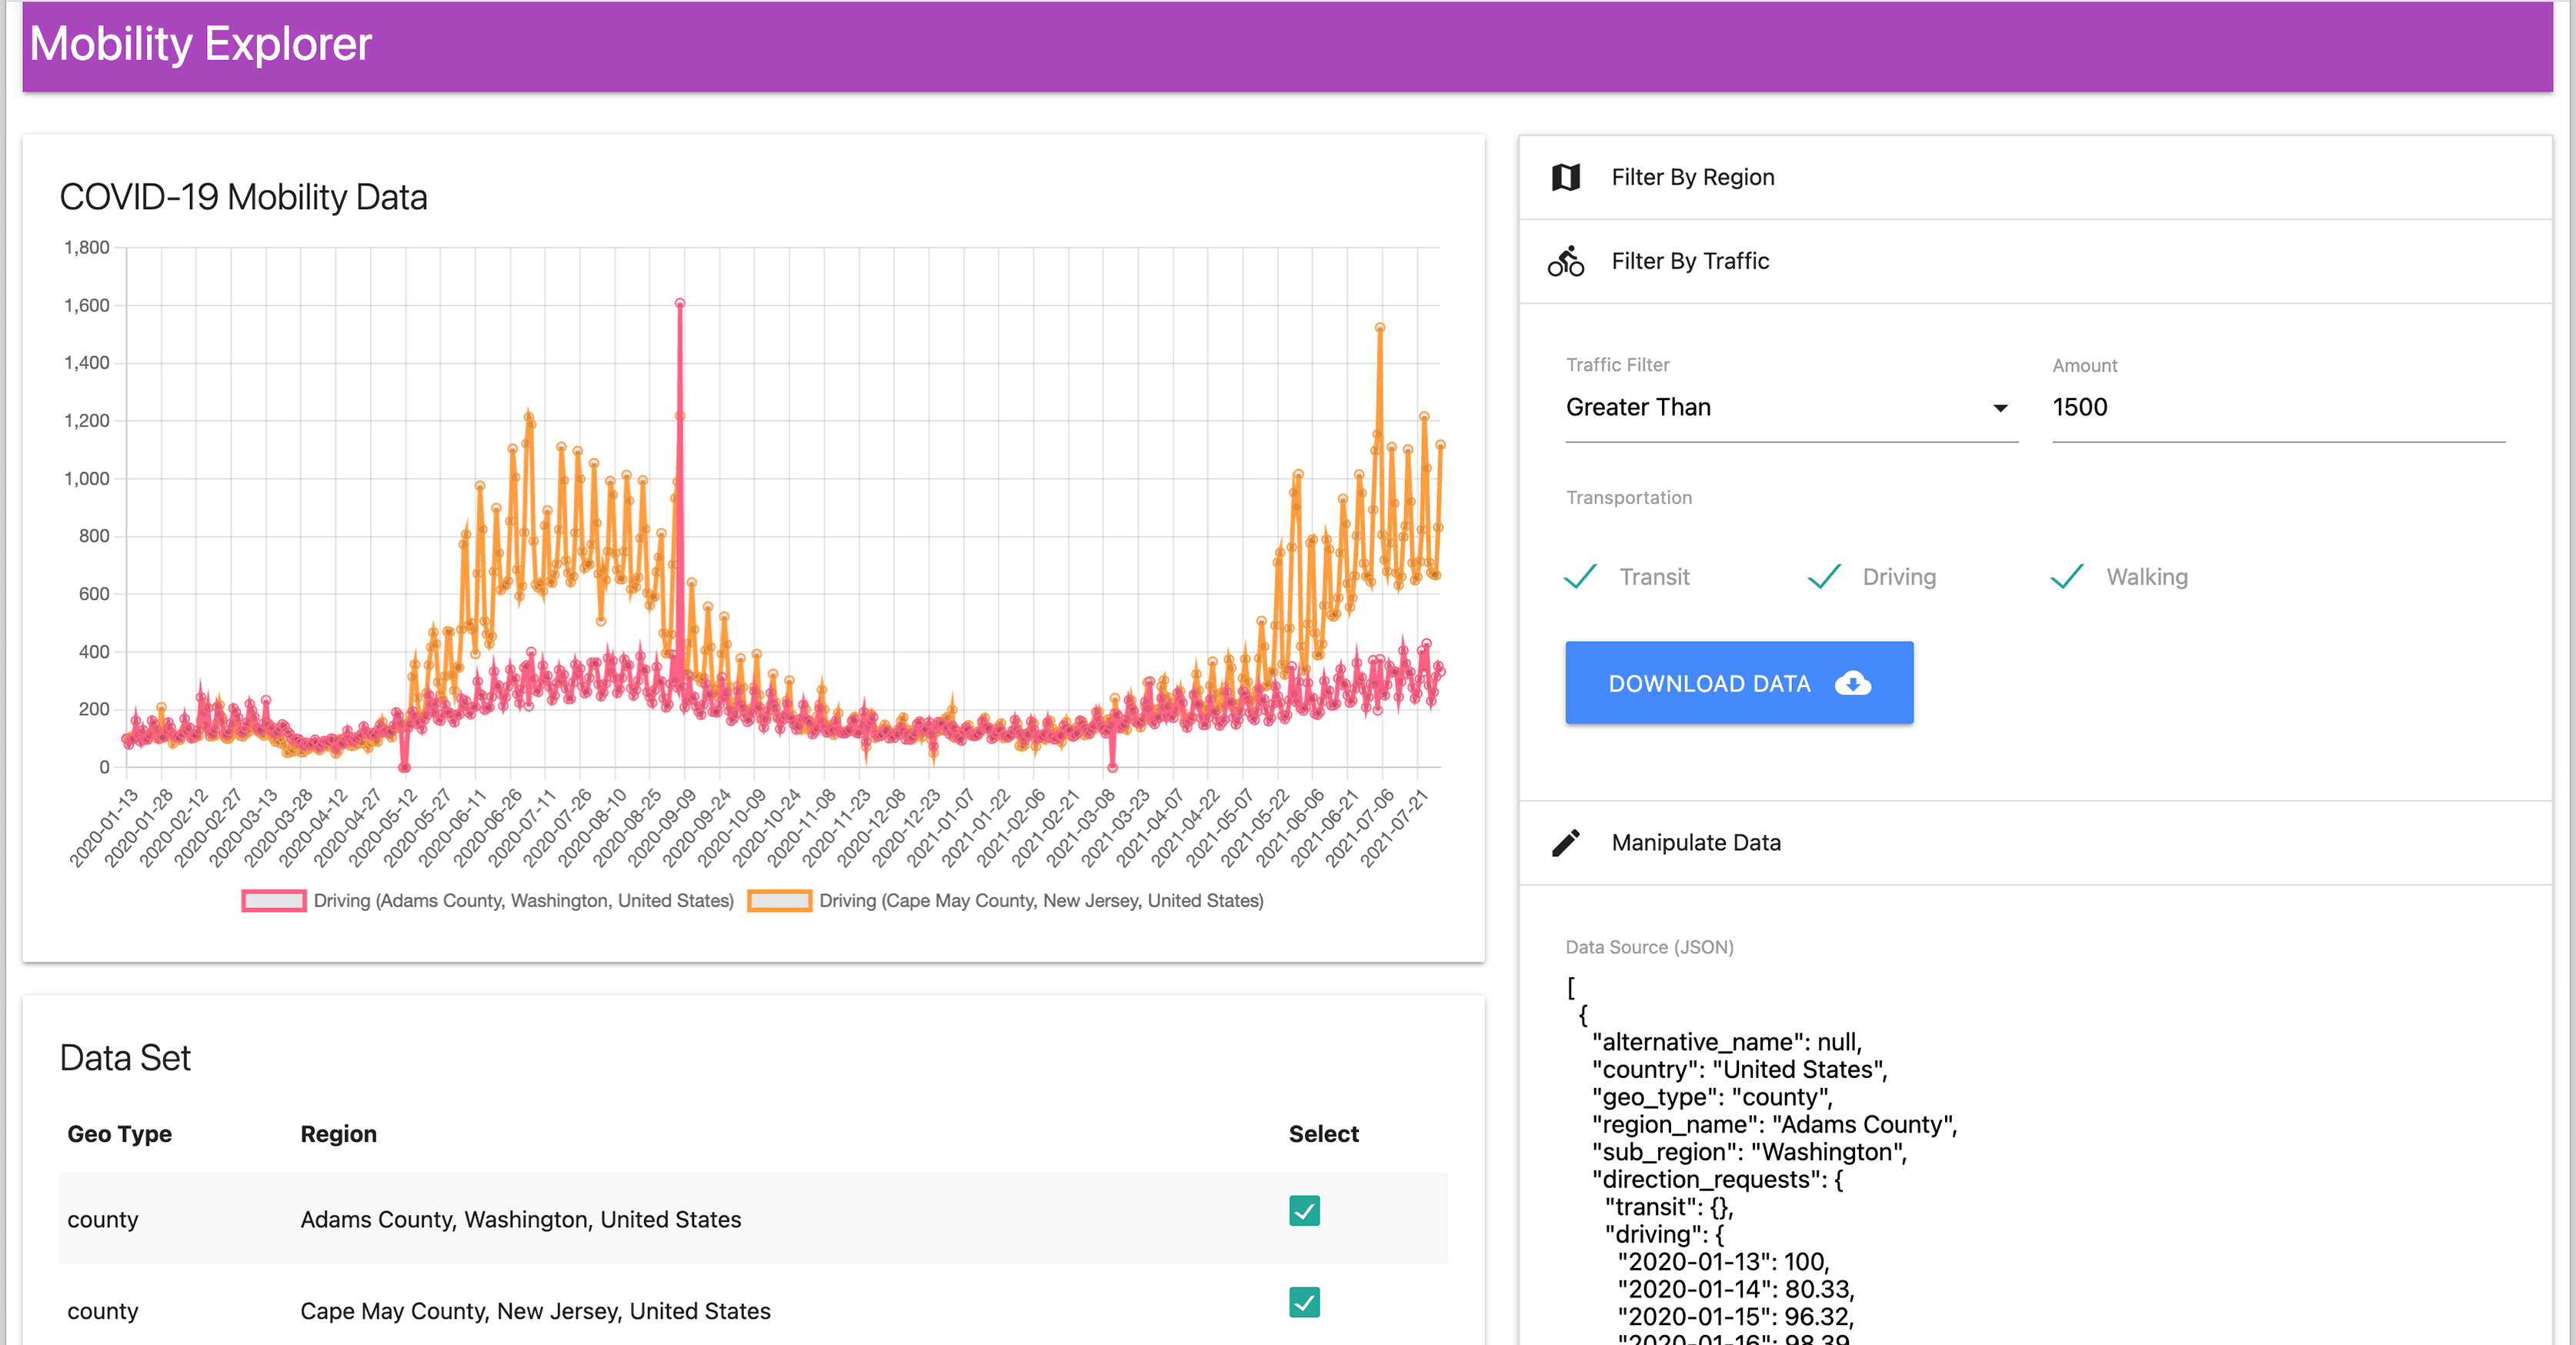 Mobility Explorer
COVID-19 Mobility Data
1,800
1,600
1,400
1,200
1,000
800
600
400
200
0
2020-01-13
2020-01-28
2020-02-12
2020-02-27
2020-03-13
2020-03-28
2020-04-12
2020-04-27
2020-05-12
2020-05-27
2020-06-11
2020-06-26
2020-07-11
2020-07-26
2020-08-10
2020-08-25
2020-09-09
2020-09-24
2020-10-09
2020-10-24
2020-11-08
2020-11-23
2020-12-08
2020-12-23
2021-01-07
2021-01-22
2021-02-06
2021-02-21
2021-03-08
2021-03-23
2021-04-07
2021-04-22
2021-05-07
2021-05-22
2021-06-06
2021-06-21
2021-07-06
2021-07-21
Driving (Adams County, Washington, United States)
Driving (Cape May County, New Jersey, United States)
Data Set
Geo Type Region Select
county Adams County, Washington, United States
county Cape May County, New Jersey, United States
Filter By Region
Filter By Traffic
Traffic Filter Amount
Greater Than 1500
Transportation
Transit Driving Walking
DOWNLOAD DATA
Manipulate Data
Data Source (JSON)
[
{
"alternative_name": null,
"country": "United States",
"geo_type": "county",
"region_name": "Adams County",
"sub_region": "Washington",
"direction_requests": {
"transit": {},
"driving": {
"2020-01-13": 100,
"2020-01-14": 80.33,
"2020-01-15": 96.32,
"2020-01-16": 98.39